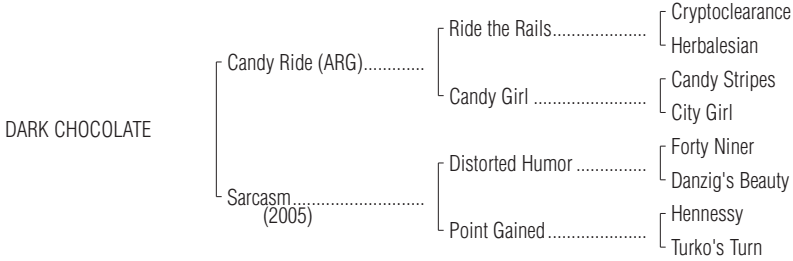 DARK CHOCOLATE
Candy Ride (ARG).............
Sarcasm...........................
(2005)
Ride the Rails...................
Candy Girl .......................
Distorted Humor ..............
Point Gained....................
Cryptoclearance
Herbalesian
Candy Stripes
City Girl
Forty Niner
Danzig's Beauty
Hennessy
Turko's Turn